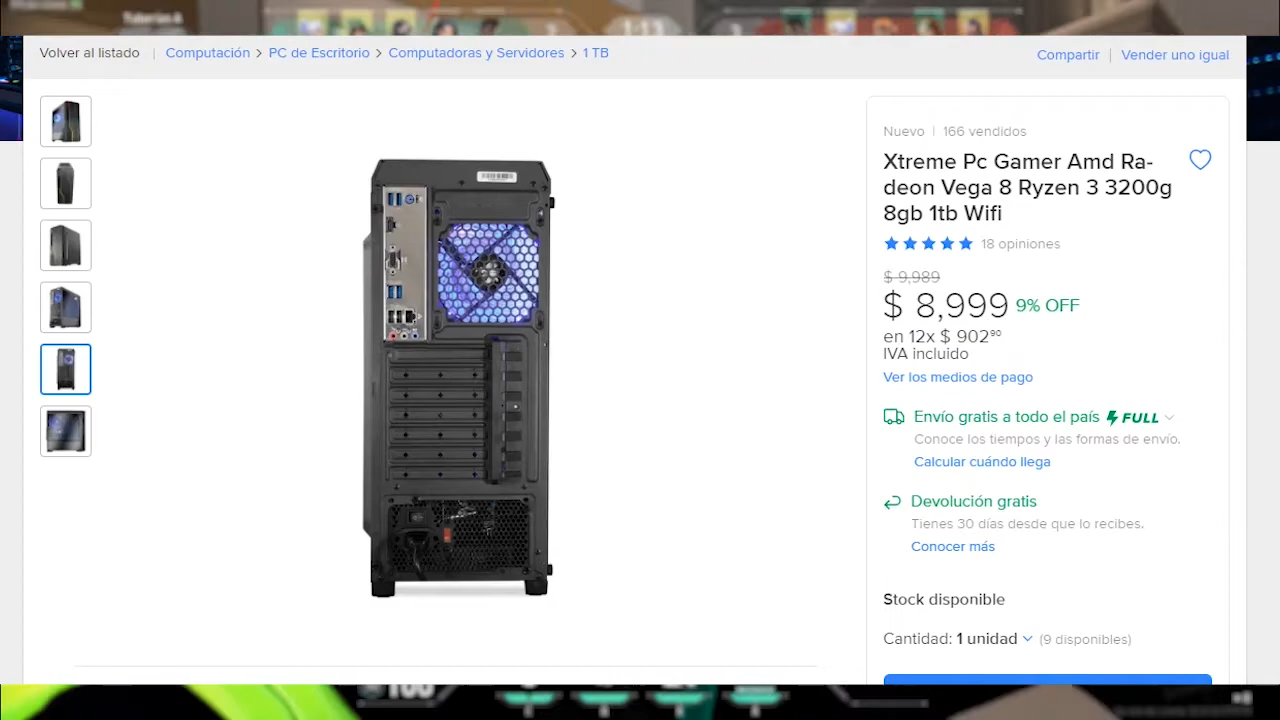 Volver al listado | Computación > PC de Escritorio > Computadoras y Servidores > 1 TB
Compartir | Vender uno igual
Nuevo | 166 vendidos
Xtreme Pc Gamer Amd Ra-
deon Vega 8 Ryzen 3 3200g
8gb 1tb Wifi
18 opiniones
$ 9,989
$ 8,999 9% OFF
en 12x $ 902⁹⁰
IVA incluido
Ver los medios de pago
Envío gratis a todo el país FULL
Conoce los tiempos y las formas de envío.
Calcular cuándo llega
Devolución gratis
Tienes 30 días desde que lo recibes.
Conocer más
Stock disponible
Cantidad: 1 unidad (9 disponibles)